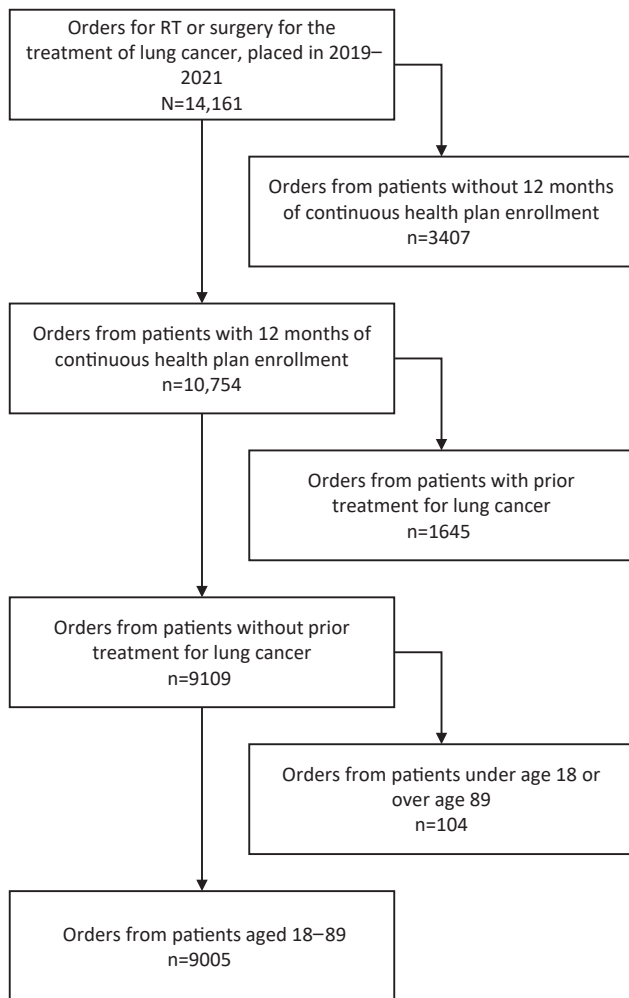 Orders for RT or surgery for the
treatment of lung cancer, placed in 2019–
2021
N=14,161
Orders from patients without 12 months
of continuous health plan enrollment
n=3407
Orders from patients with 12 months of
continuous health plan enrollment
n=10,754
Orders from patients with prior
treatment for lung cancer
n=1645
Orders from patients without prior
treatment for lung cancer
n=9109
Orders from patients under age 18 or
over age 89
n=104
Orders from patients aged 18–89
n=9005